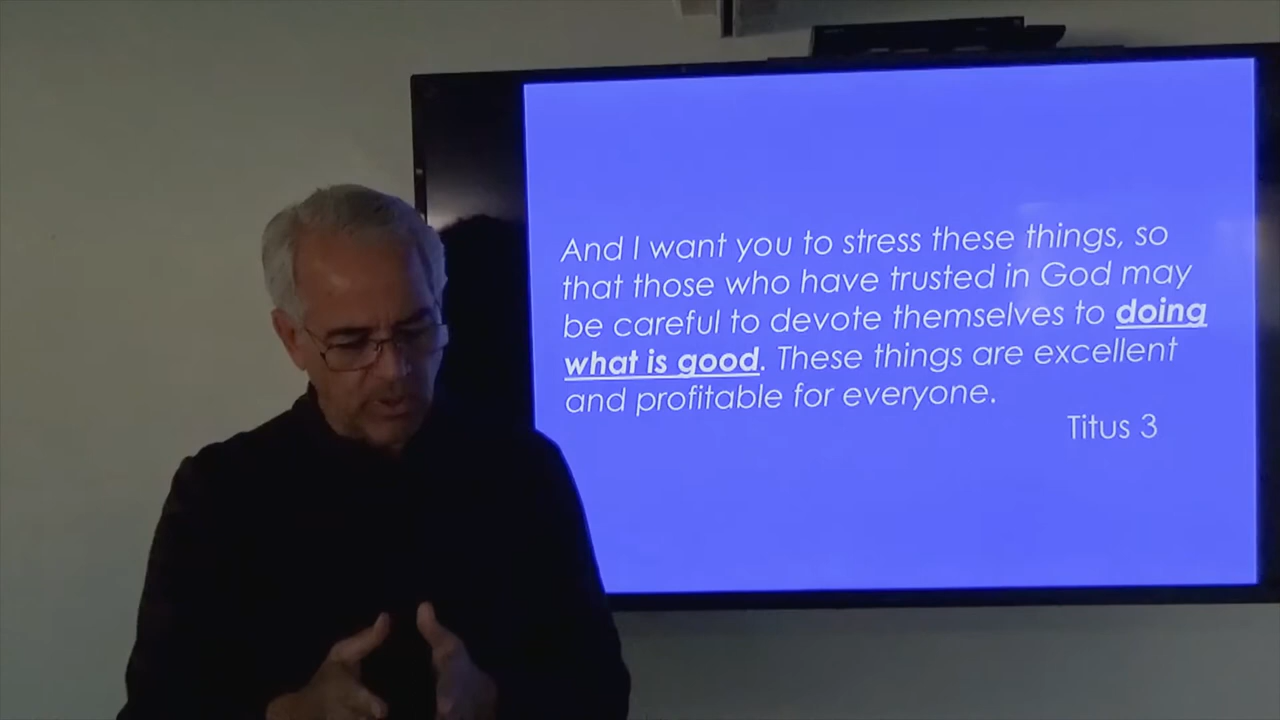 And I want you to stress these things, so
that those who have trusted in God may
be careful to devote themselves to doing
what is good. These things are excellent
and profitable for everyone.
Titus 3